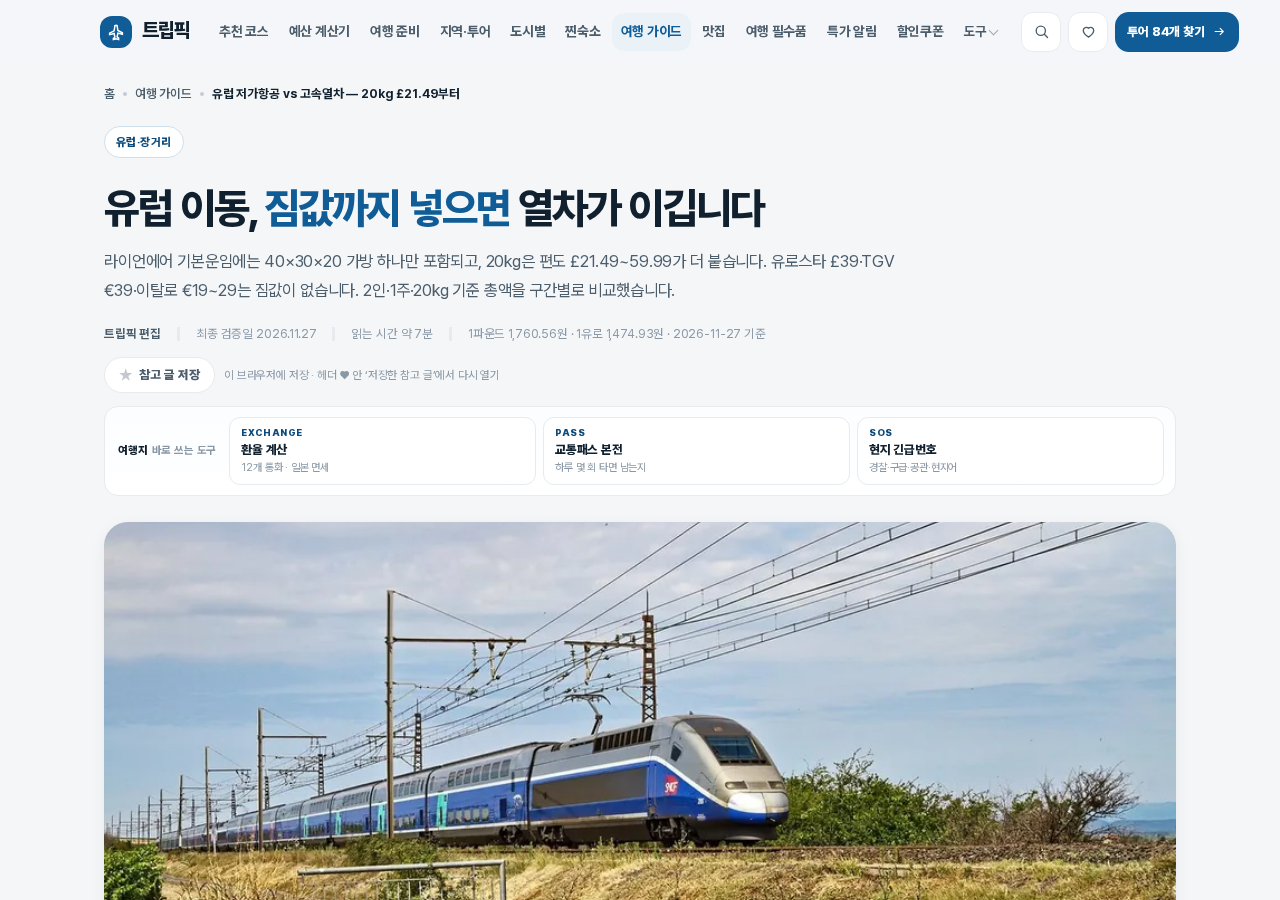 트립픽
추천 코스
예산 계산기
여행 준비
지역·투어
도시별
찐숙소
여행 가이드
맛집
여행 필수품
특가 알림
할인쿠폰
도구
투어 84개 찾기 →
홈 • 여행 가이드 • 유럽 저가항공 vs 고속열차 — 20kg £21.49부터
유럽·장거리
유럽 이동, 짐값까지 넣으면 열차가 이깁니다
라이언에어 기본운임에는 40×30×20 가방 하나만 포함되고, 20kg은 편도 £21.49~59.99가 더 붙습니다. 유로스타 £39·TGV
€39·이탈로 €19~29는 짐값이 없습니다. 2인·1주·20kg 기준 총액을 구간별로 비교했습니다.
트립픽 편집
최종 검증일 2026.11.27
읽는 시간 약 7분
1파운드 1,760.56원 · 1유로 1,474.93원 · 2026-11-27 기준
★ 참고 글 저장
이 브라우저에 저장 · 헤더 ♥ 안 '저장한 참고 글'에서 다시 열기
여행지 바로 쓰는 도구
EXCHANGE
환율 계산
12개 통화 · 일본 면세
PASS
교통패스 본전
하루 몇 회 타면 남는지
SOS
현지 긴급번호
경찰·구급·공관·현지어
SNCF